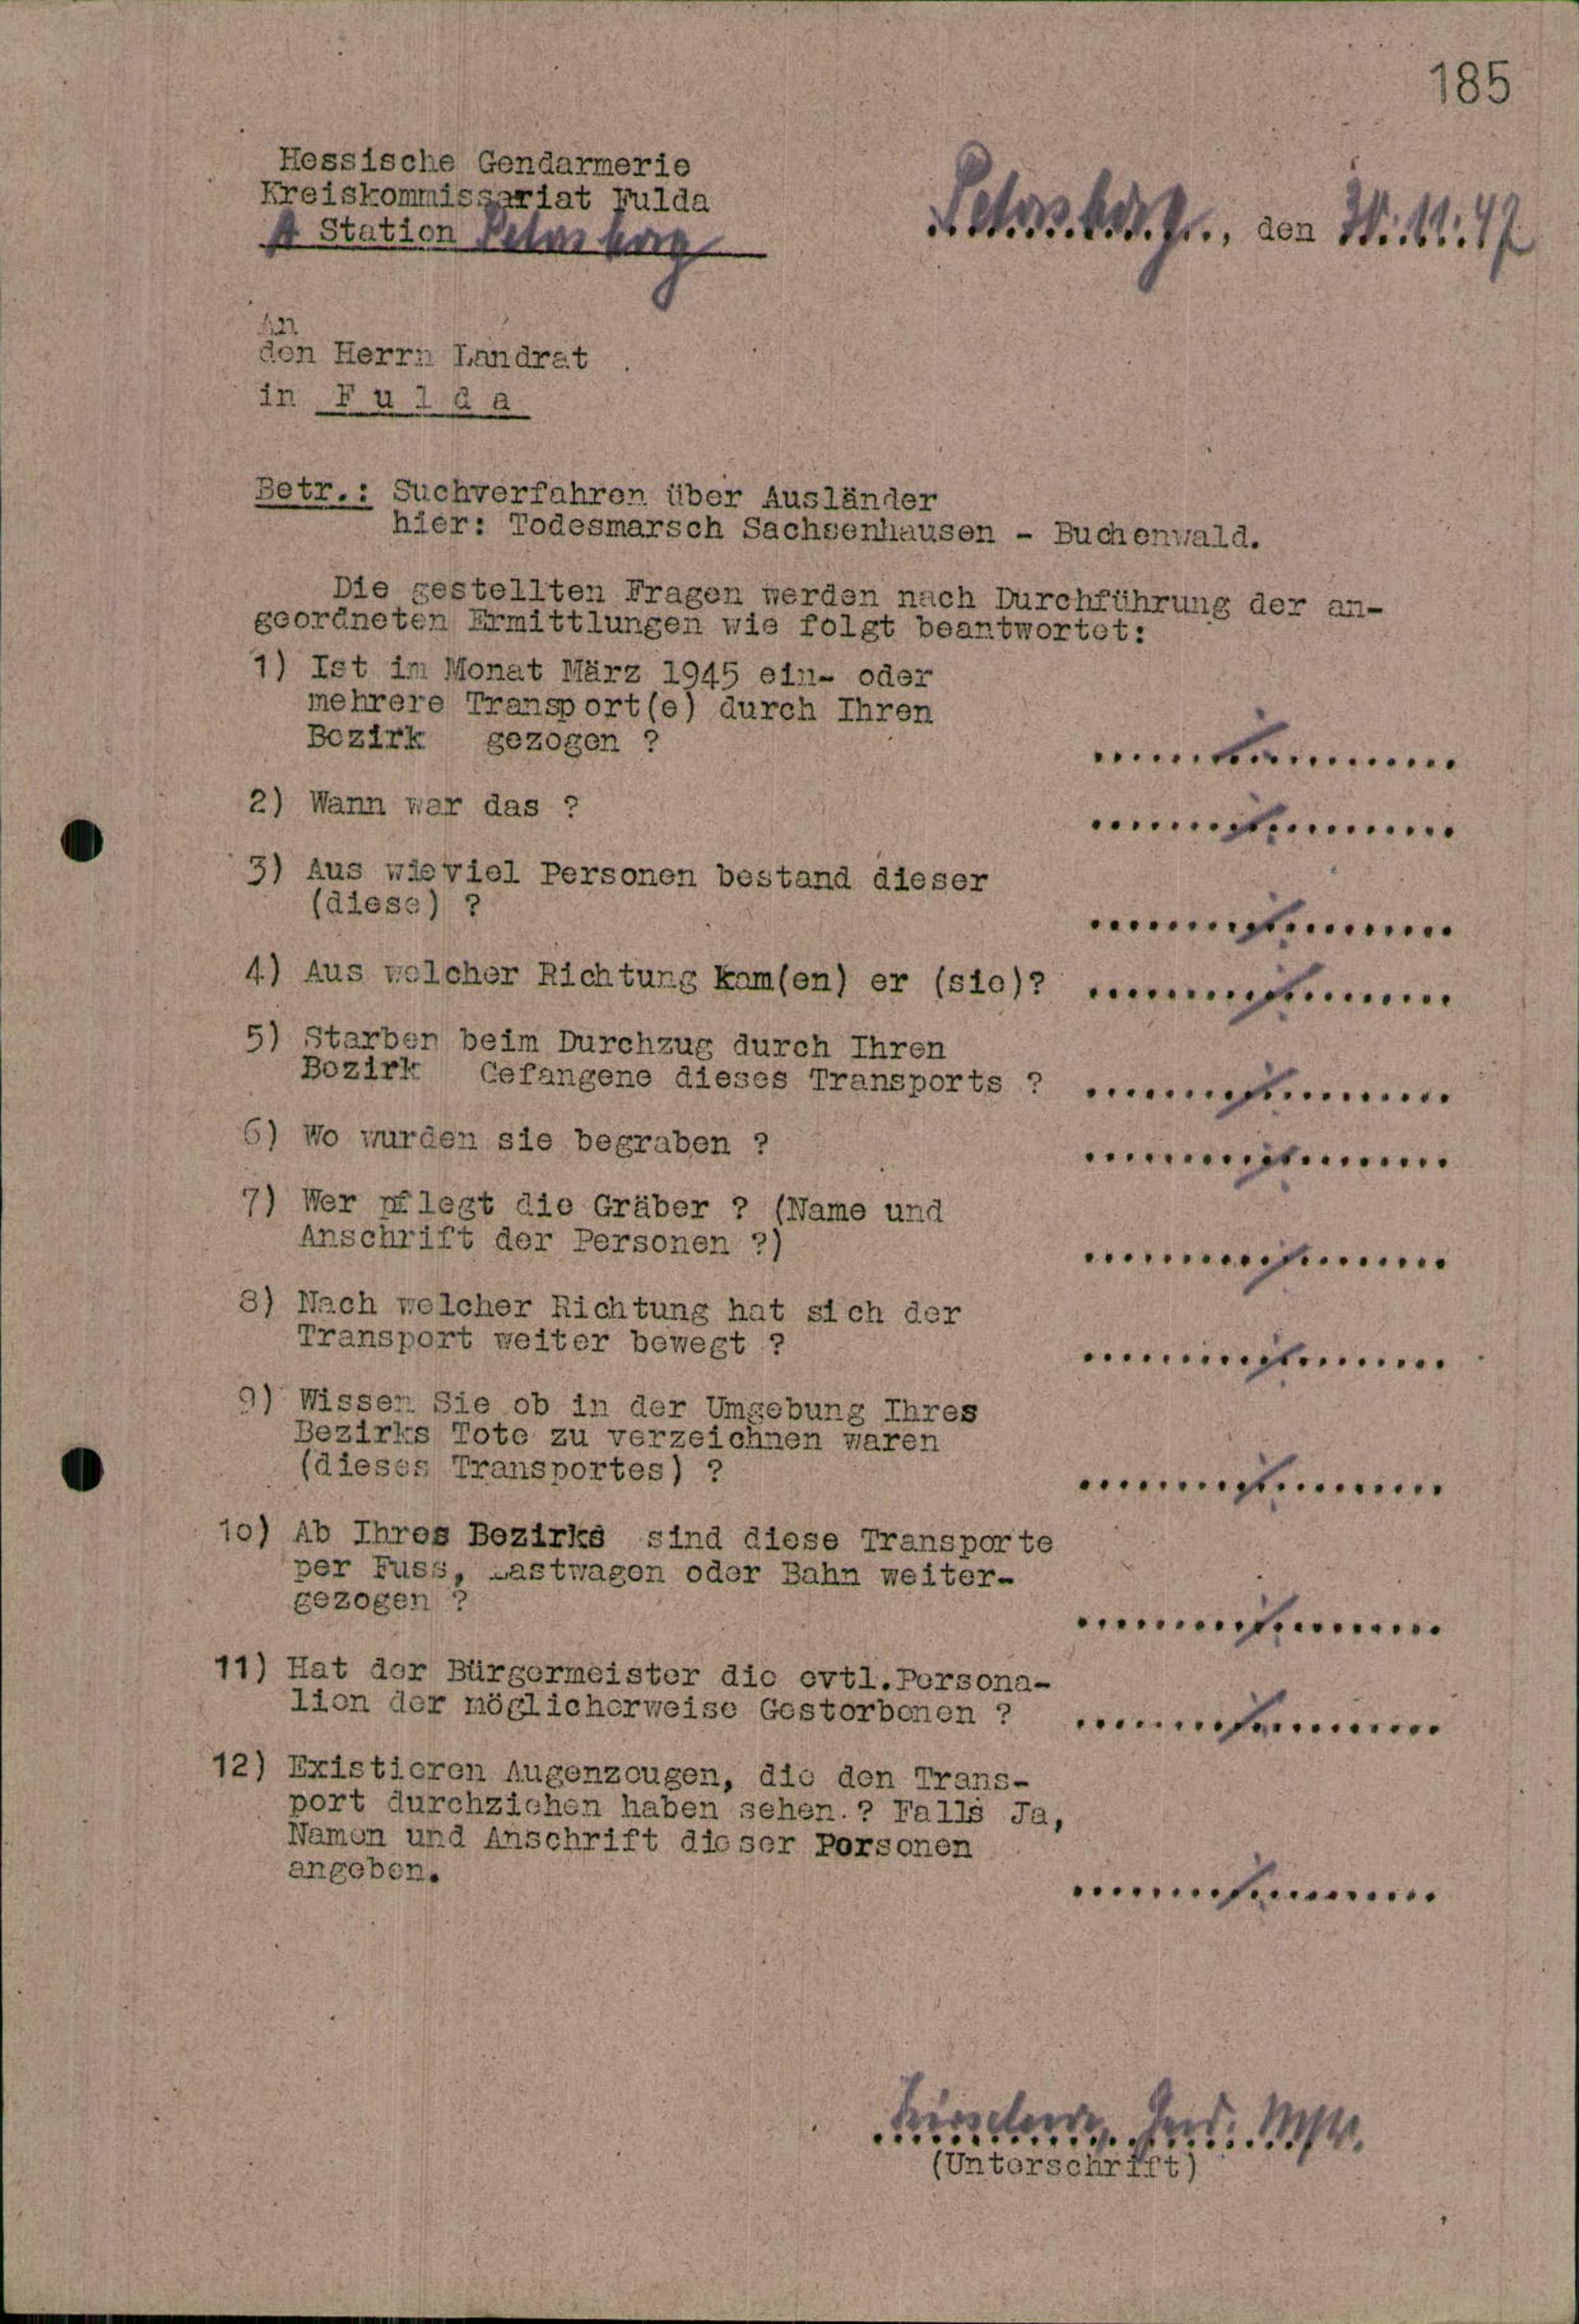 185
Hessische Gendarmerie
Kreiskommissariat Fulda
A Station Petersberg
Petersberg, den 11.47
An
den Herrn Landrat
in F u l d a
Betr.: Suchverfahren über Ausländer
hier: Todesmarsch Sachsenhausen - Buchenwald.
Die gestellten Fragen werden nach Durchführung der an-
geordneten Ermittlungen wie folgt beantwortet:
1) Ist im Monat März 1945 ein- oder
mehrere Transport(e) durch Ihren
Bezirk gezogen ?
2) Wann war das ?
3) Aus wieviel Personen bestand dieser
(diese) ?
4) Aus welcher Richtung kam(en) er (sie)?
5) Starben beim Durchzug durch Ihren
Bezirk Gefangene dieses Transports ?
6) Wo wurden sie begraben ?
7) Wer pflegt die Gräber ? (Name und
Anschrift der Personen ?)
8) Nach welcher Richtung hat sich der
Transport weiter bewegt ?
9) Wissen Sie ob in der Umgebung Ihres
Bezirks Tote zu verzeichnen waren
(dieses Transportes) ?
10) Ab Ihres Bezirks sind diese Transporte
per Fuss, Lastwagen oder Bahn weiter-
gezogen ?
11) Hat der Bürgermeister die evtl.Persona-
lien der möglicherweise Gestorbenen ?
12) Existieren Augenzeugen, die den Trans-
port durchziehen haben sehen.? Falls Ja,
Namen und Anschrift dieser Personen
angeben.
(Unterschrift)